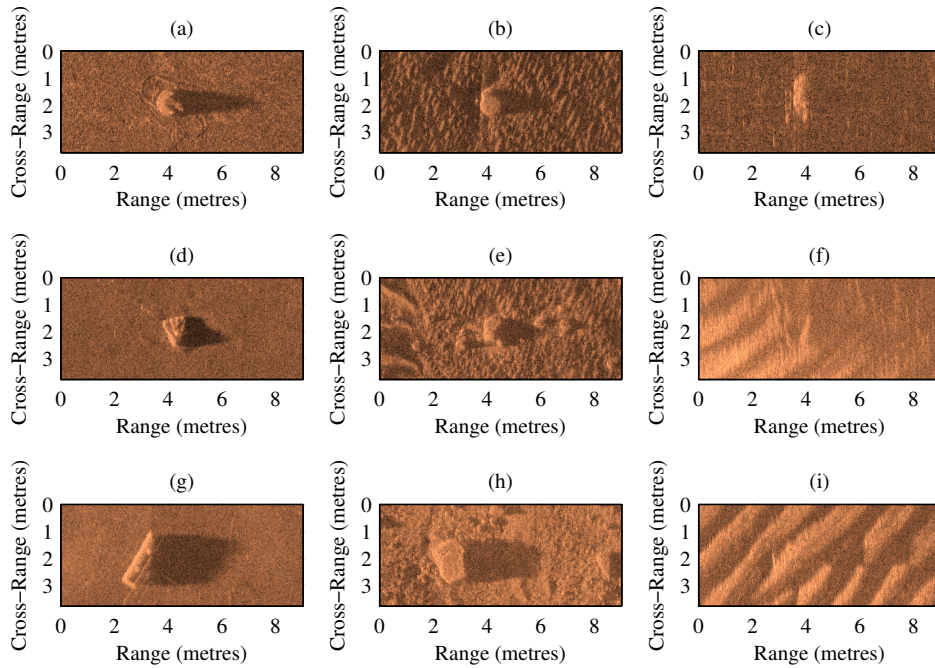 (a) (b) (c)
Cross−Range (metres) 0 1 2 3 Cross−Range (metres) 0 1 2 3 Cross−Range (metres) 0 1 2 3
0 2 4 6 8 0 2 4 6 8 0 2 4 6 8
Range (metres) Range (metres) Range (metres)
(d) (e) (f)
Cross−Range (metres) 0 1 2 3 Cross−Range (metres) 0 1 2 3 Cross−Range (metres) 0 1 2 3
0 2 4 6 8 0 2 4 6 8 0 2 4 6 8
Range (metres) Range (metres) Range (metres)
(g) (h) (i)
Cross−Range (metres) 0 1 2 3 Cross−Range (metres) 0 1 2 3 Cross−Range (metres) 0 1 2 3
0 2 4 6 8 0 2 4 6 8 0 2 4 6 8
Range (metres) Range (metres) Range (metres)